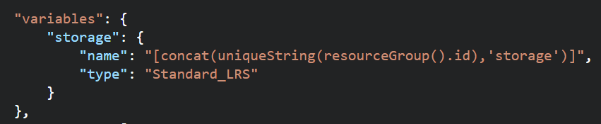 "variables": {
"storage": {
"name": "[concat(uniqueString(resourceGroup().id),'storage')]",
"type": "Standard_LRS"
}
},